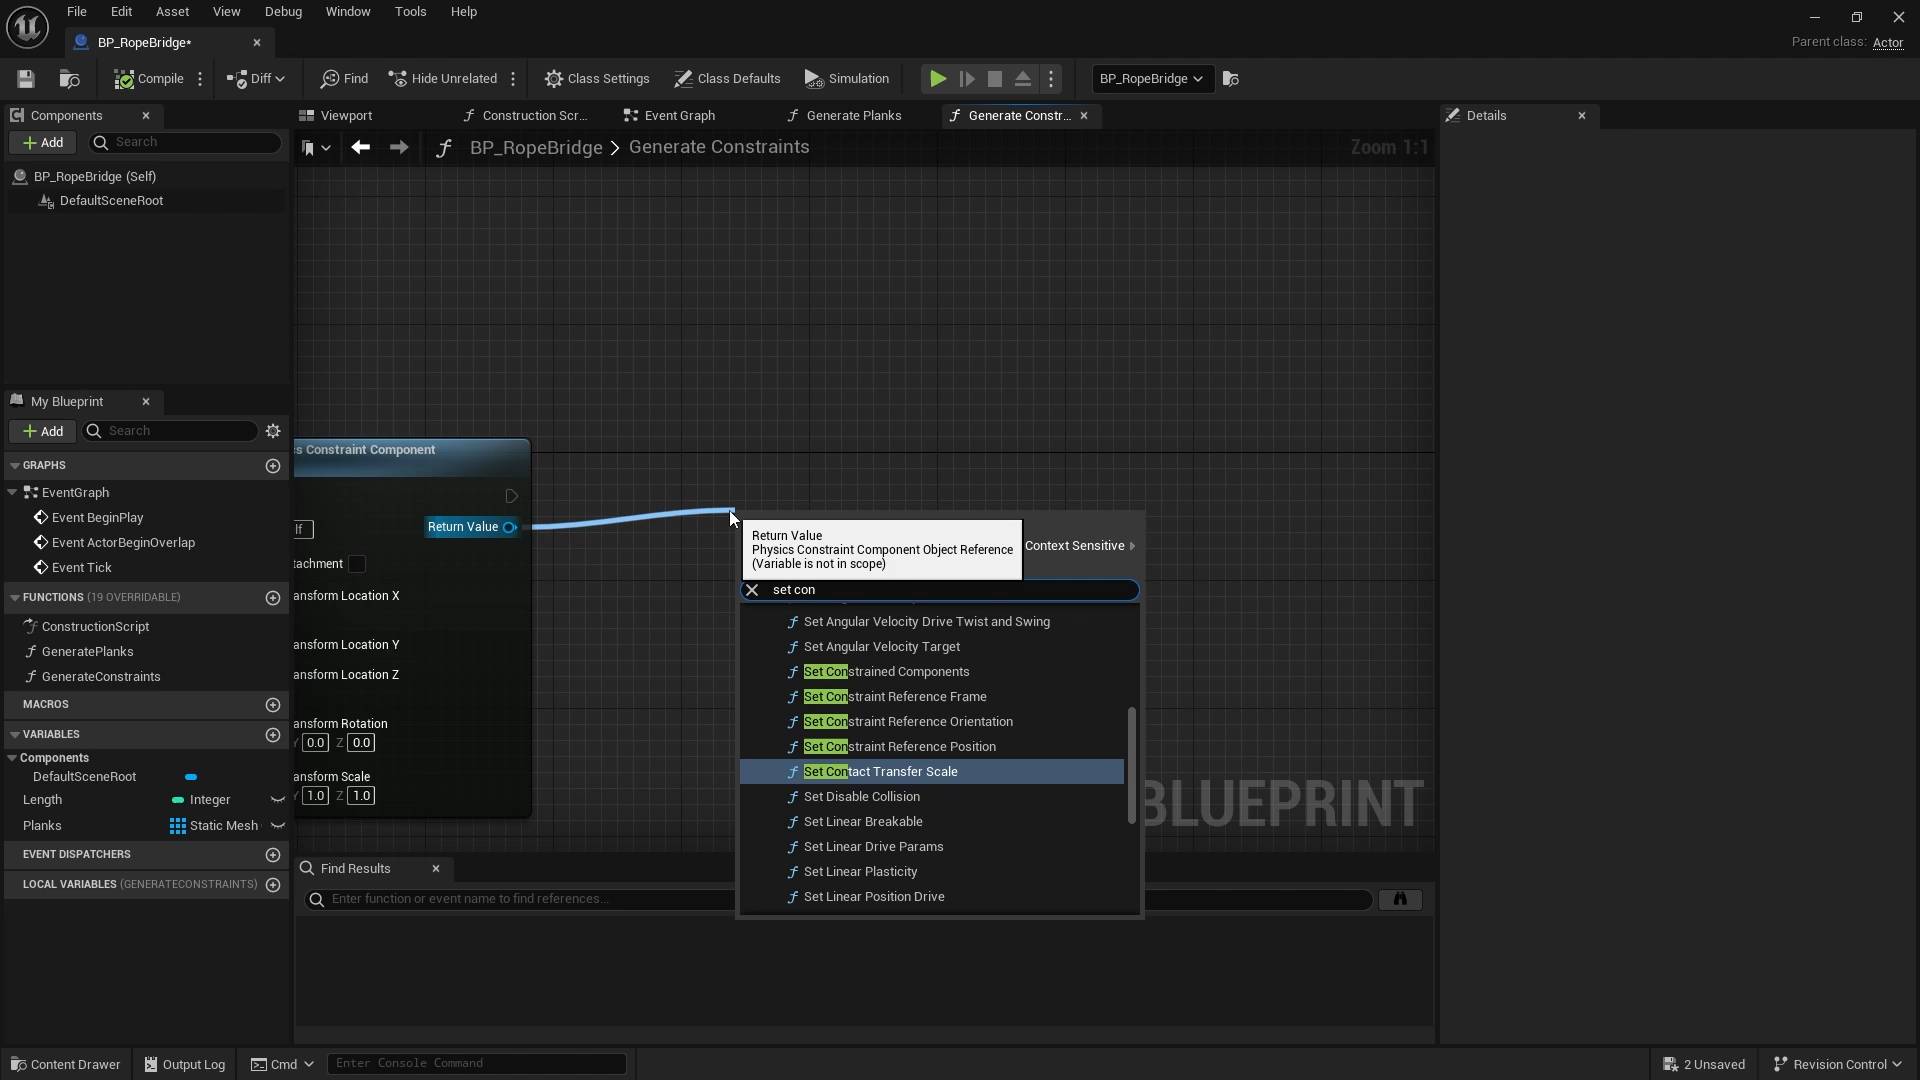 File Edit Asset View Debug Window Tools Help
BP_RopeBridge*
Parent class: Actor
Compile Diff Find Hide Unrelated Class Settings Class Defaults Simulation BP_RopeBridge
Components
Add Search
BP_RopeBridge (Self)
DefaultSceneRoot
Viewport Construction Scr... Event Graph Generate Planks Generate Constr...
BP_RopeBridge > Generate Constraints
Zoom 1:1
Details
My Blueprint
Add Search
GRAPHS
EventGraph
Event BeginPlay
Event ActorBeginOverlap
Event Tick
FUNCTIONS (19 OVERRIDABLE)
ConstructionScript
GeneratePlanks
GenerateConstraints
MACROS
VARIABLES
Components
DefaultSceneRoot
Length Integer
Planks Static Mesh
EVENT DISPATCHERS
LOCAL VARIABLES (GENERATECONSTRAINTS)
s Constraint Component
Return Value
lf
tachment
ansform Location X
ansform Location Y
ansform Location Z
ansform Rotation
Y 0.0 Z 0.0
ansform Scale
Y 1.0 Z 1.0
Return Value
Physics Constraint Component Object Reference
(Variable is not in scope)
Context Sensitive
set con
Set Angular Velocity Drive Twist and Swing
Set Angular Velocity Target
Set Constrained Components
Set Constraint Reference Frame
Set Constraint Reference Orientation
Set Constraint Reference Position
Set Contact Transfer Scale
Set Disable Collision
Set Linear Breakable
Set Linear Drive Params
Set Linear Plasticity
Set Linear Position Drive
BLUEPRINT
Find Results
Enter function or event name to find references...
Content Drawer Output Log Cmd Enter Console Command
2 Unsaved Revision Control